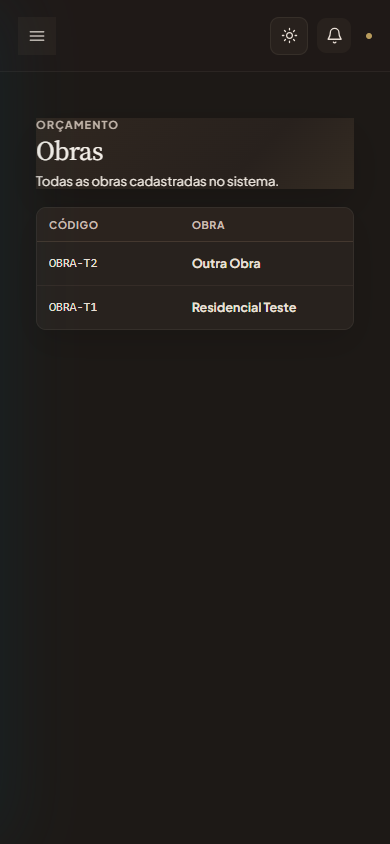 ORÇAMENTO
Obras
Todas as obras cadastradas no sistema.
CÓDIGO OBRA
OBRA-T2 Outra Obra
OBRA-T1 Residencial Teste